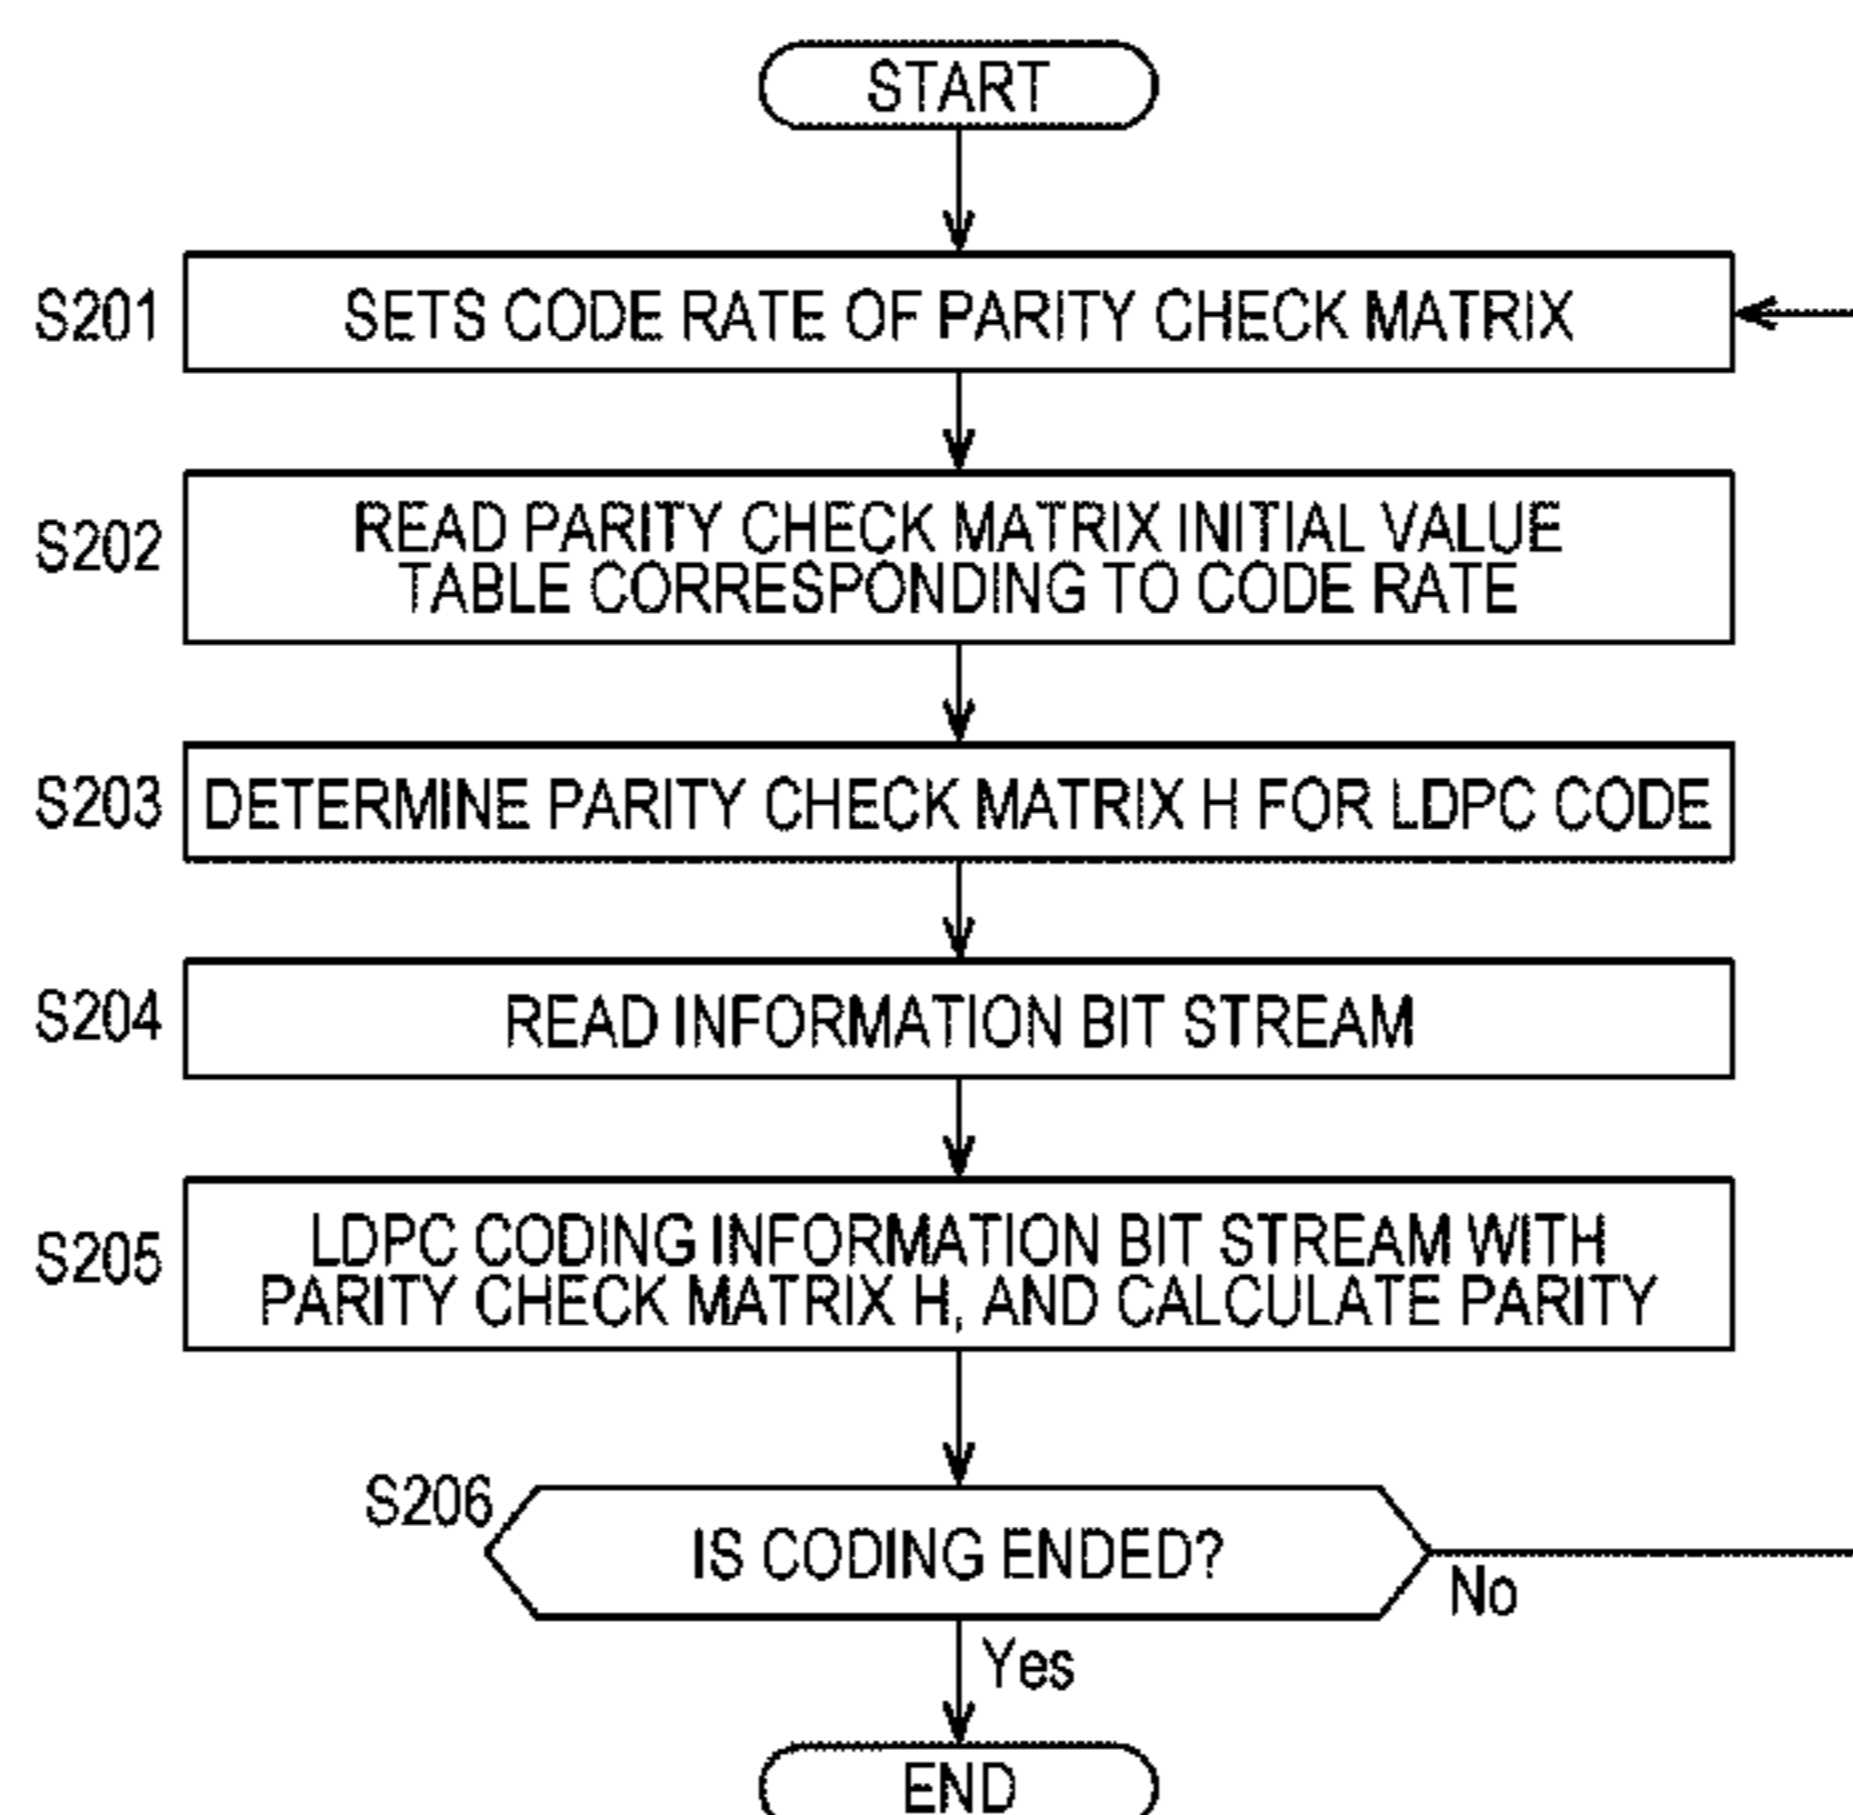 START
S201
SETS CODE RATE OF PARITY CHECK MATRIX
S202
READ PARITY CHECK MATRIX INITIAL VALUE
TABLE CORRESPONDING TO CODE RATE
S203
DETERMINE PARITY CHECK MATRIX H FOR LDPC CODE
S204
READ INFORMATION BIT STREAM
S205
LDPC CODING INFORMATION BIT STREAM WITH
PARITY CHECK MATRIX H, AND CALCULATE PARITY
S206
IS CODING ENDED?
No
Yes
END